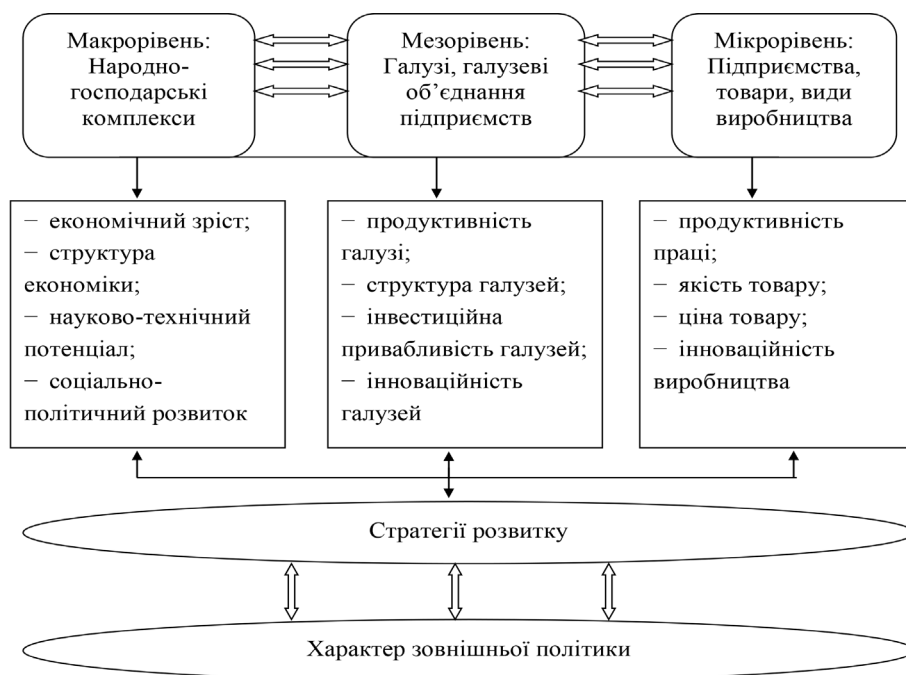 Макрорівень:
Народно-
господарські
комплекси
Мезорівень:
Галузі, галузеві
об’єднання
підприємств
Мікрорівень:
Підприємства,
товари, види
виробництва
− економічний зріст;
− структура
економіки;
− науково-технічний
потенціал;
− соціально-
політичний розвиток
− продуктивність
галузі;
− структура галузей;
− інвестиційна
привабливість галузей;
− інноваційність
галузей
− продуктивність
праці;
− якість товару;
− ціна товару;
− інноваційність
виробництва
Стратегії розвитку
Характер зовнішньої політики